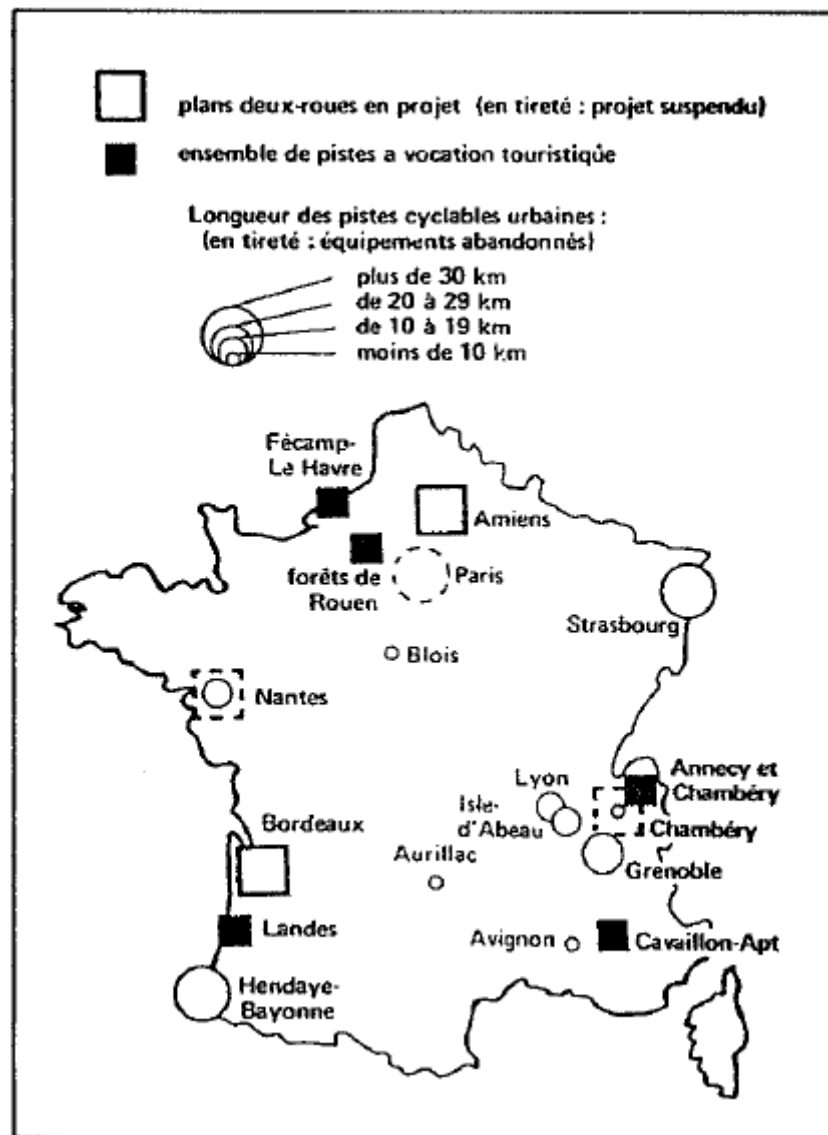 plans deux-roues en projet (en tireté : projet suspendu)
ensemble de pistes a vocation touristique
Longueur des pistes cyclables urbaines :
(en tireté : équipements abandonnés)
plus de 30 km
de 20 à 29 km
de 10 à 19 km
moins de 10 km
Fécamp-
Le Havre
Amiens
forêts de
Rouen
Paris
Strasbourg
Blois
Nantes
Lyon
Annecy et
Chambéry
Isle-
d'Abeau
Chambéry
Bordeaux
Aurillac
Grenoble
Landes
Avignon
Cavaillon-Apt
Hendaye-
Bayonne